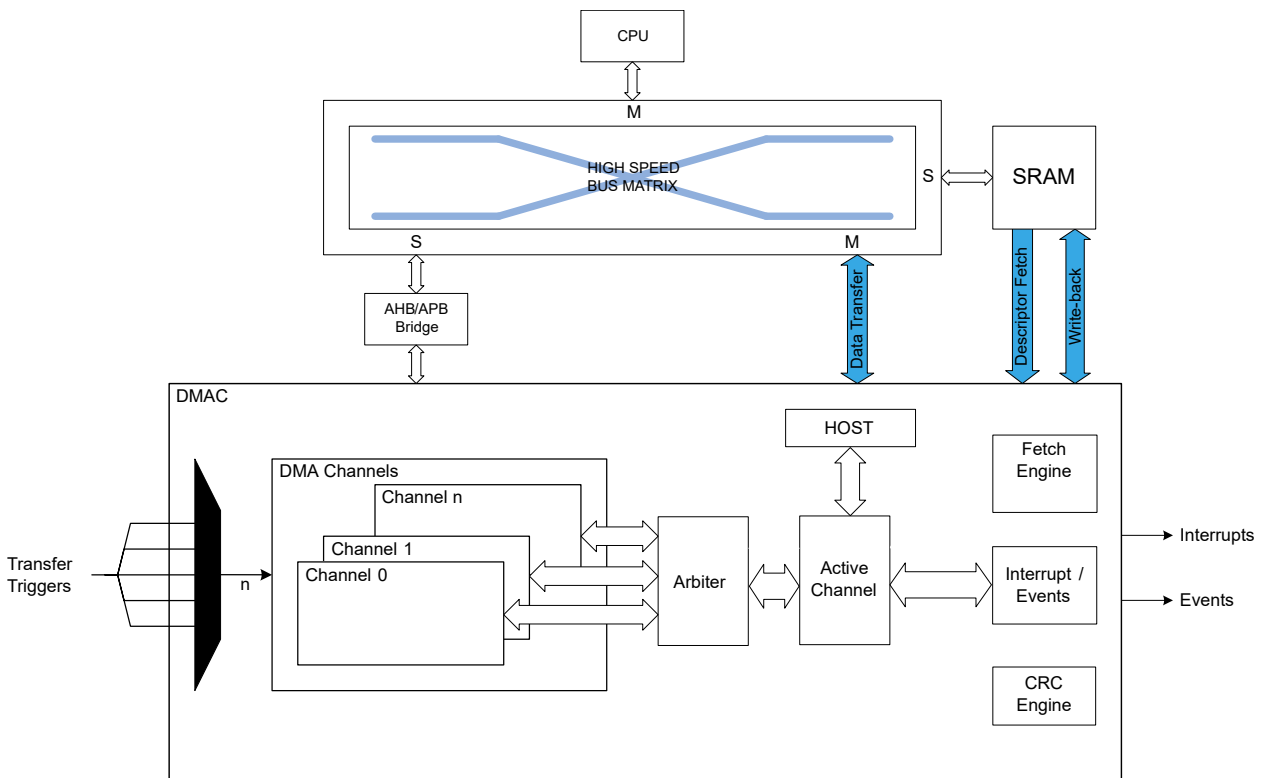 CPU
M
HIGH SPEED
BUS MATRIX
S
SRAM
S
M
AHB/APB
Bridge
Data Transfer
Descriptor Fetch
Write-back
DMAC
HOST
Fetch
Engine
DMA Channels
Channel n
Channel 1
Channel 0
Transfer
Triggers
n
Arbiter
Active
Channel
Interrupt /
Events
Interrupts
Events
CRC
Engine